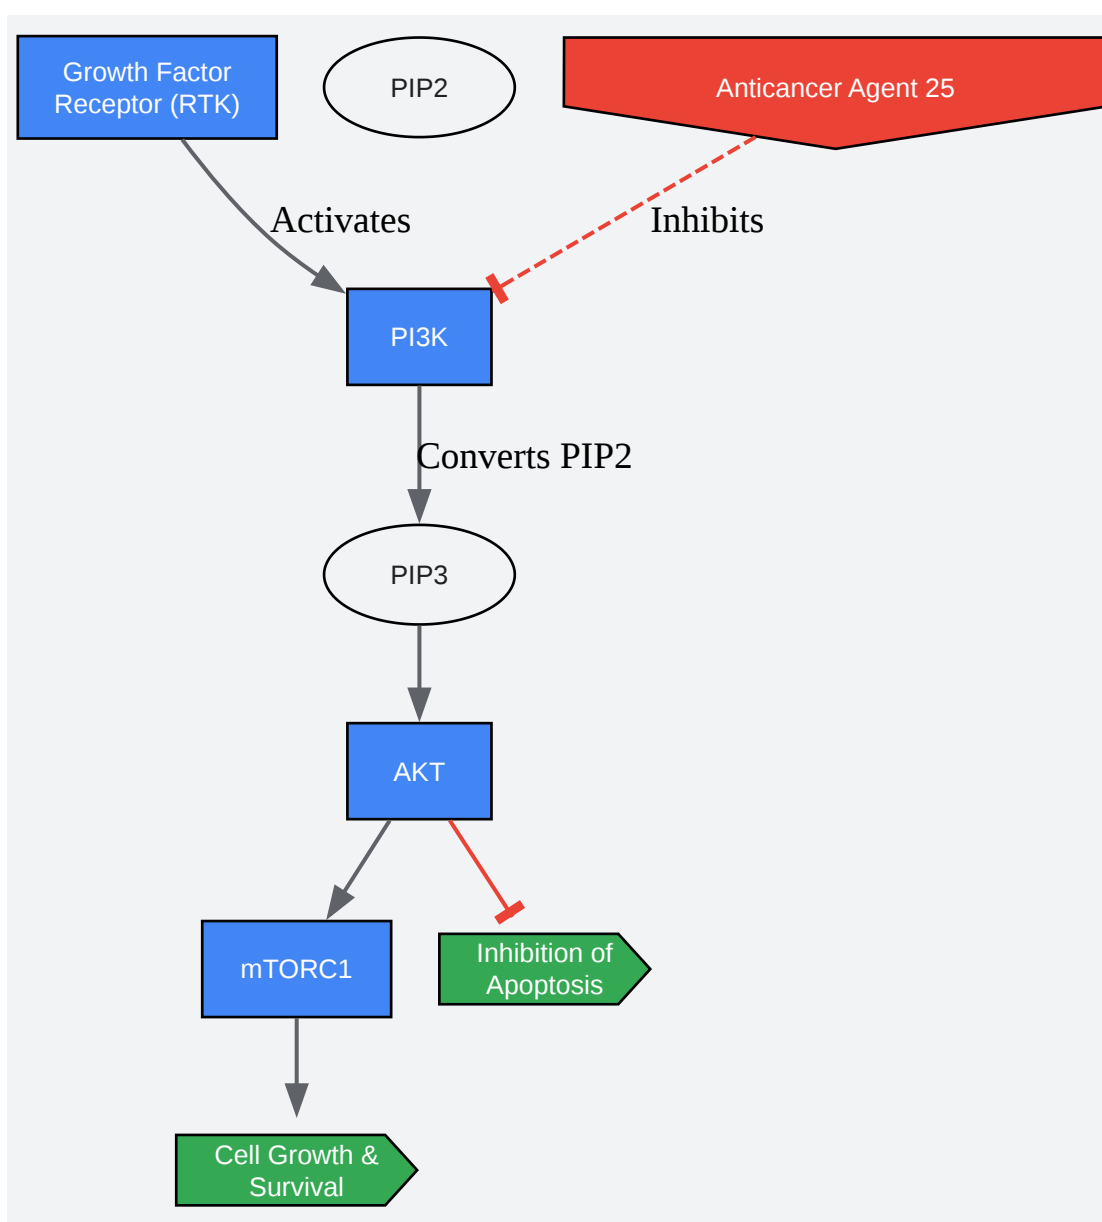 Growth Factor
Receptor (RTK)
PIP2
Anticancer Agent 25
Activates
Inhibits
PI3K
Converts PIP2
PIP3
AKT
mTORC1
Inhibition of
Apoptosis
Cell Growth &
Survival